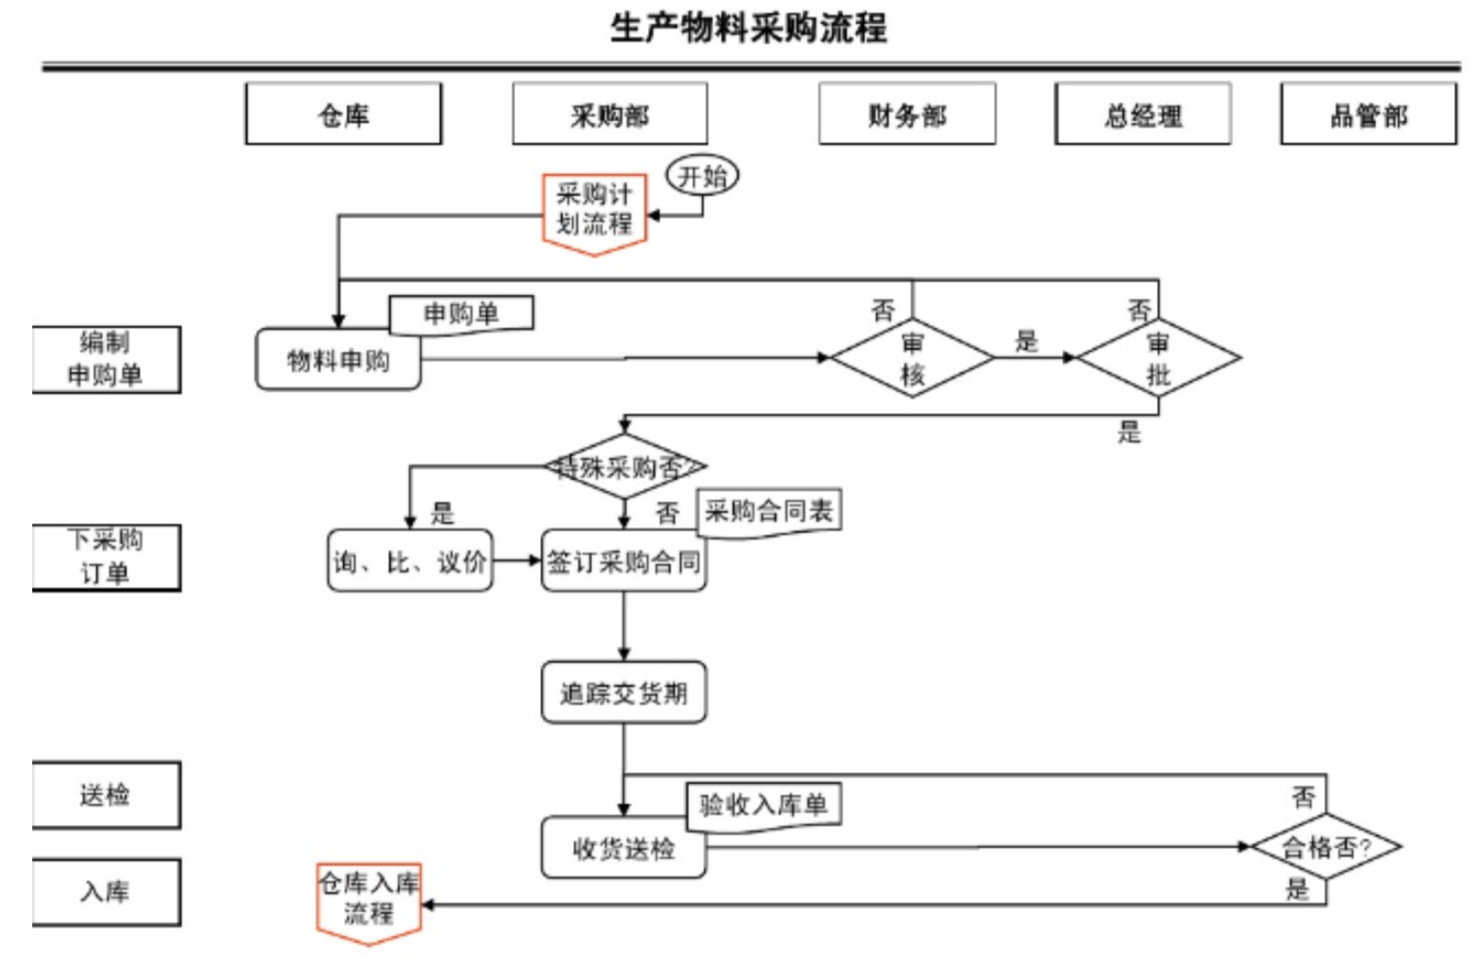 生产物料采购流程
仓库
采购部
财务部
总经理
品管部
开始
采购计
划流程
申购单
否
否
编制
申购单
物料申购
审
核
是
审
批
是
特殊采购否?
是
否
采购合同表
下采购
订单
询、比、议价
签订采购合同
追踪交货期
送检
验收入库单
否
收货送检
合格否?
是
入库
仓库入库
流程